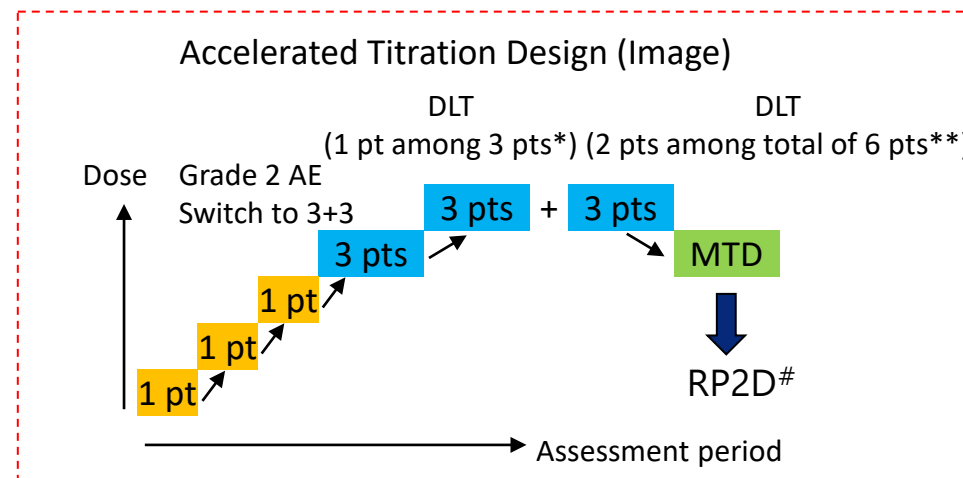 Accelerated Titration Design (Image)
DLT
(1 pt among 3 pts*)
DLT
(2 pts among total of 6 pts**)
Dose
Grade 2 AE
Switch to 3+3
3 pts + 3 pts
3 pts
MTD
1 pt
1 pt
1 pt
RP2D#
Assessment period